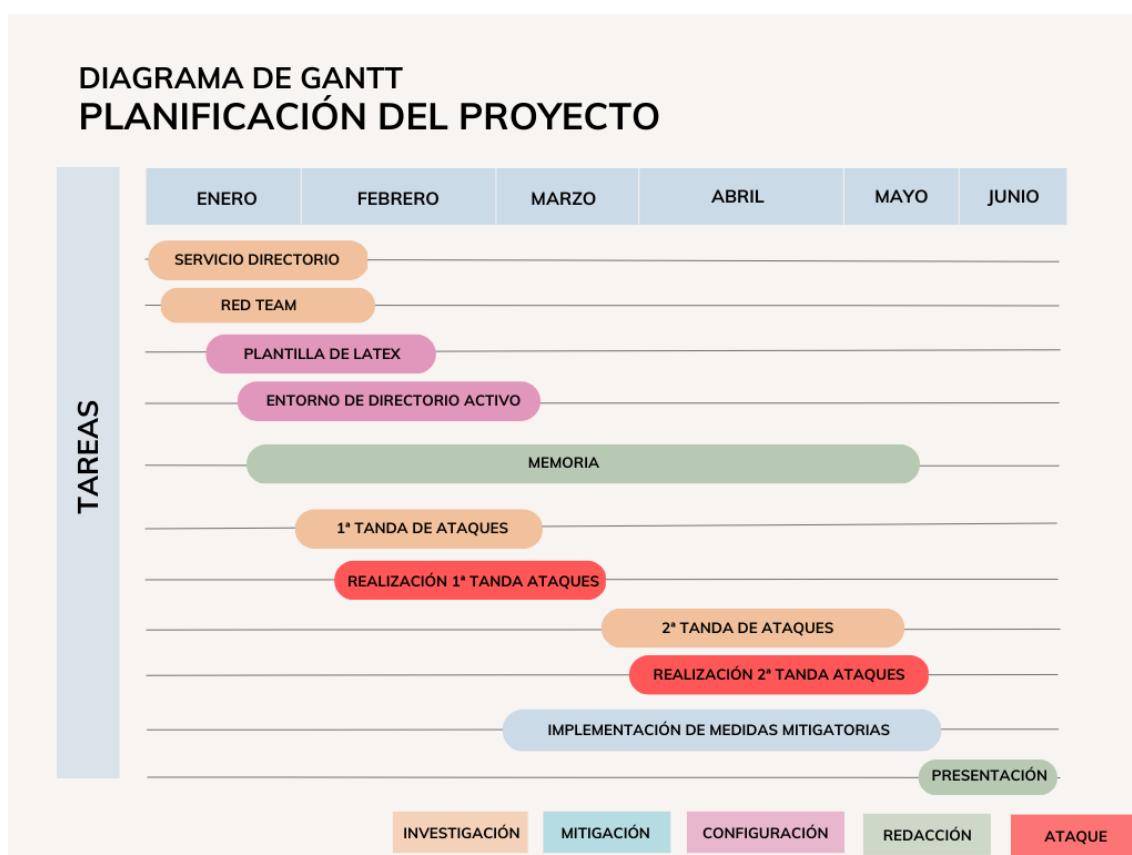 DIAGRAMA DE GANTT
PLANIFICACIÓN DEL PROYECTO
TAREAS
ENERO FEBRERO MARZO ABRIL MAYO JUNIO
SERVICIO DIRECTORIO
RED TEAM
PLANTILLA DE LATEX
ENTORNO DE DIRECTORIO ACTIVO
MEMORIA
1ª TANDA DE ATAQUES
REALIZACIÓN 1ª TANDA ATAQUES
2ª TANDA DE ATAQUES
REALIZACIÓN 2ª TANDA ATAQUES
IMPLEMENTACIÓN DE MEDIDAS MITIGATORIAS
PRESENTACIÓN
INVESTIGACIÓN MITIGACIÓN CONFIGURACIÓN REDACCIÓN ATAQUE